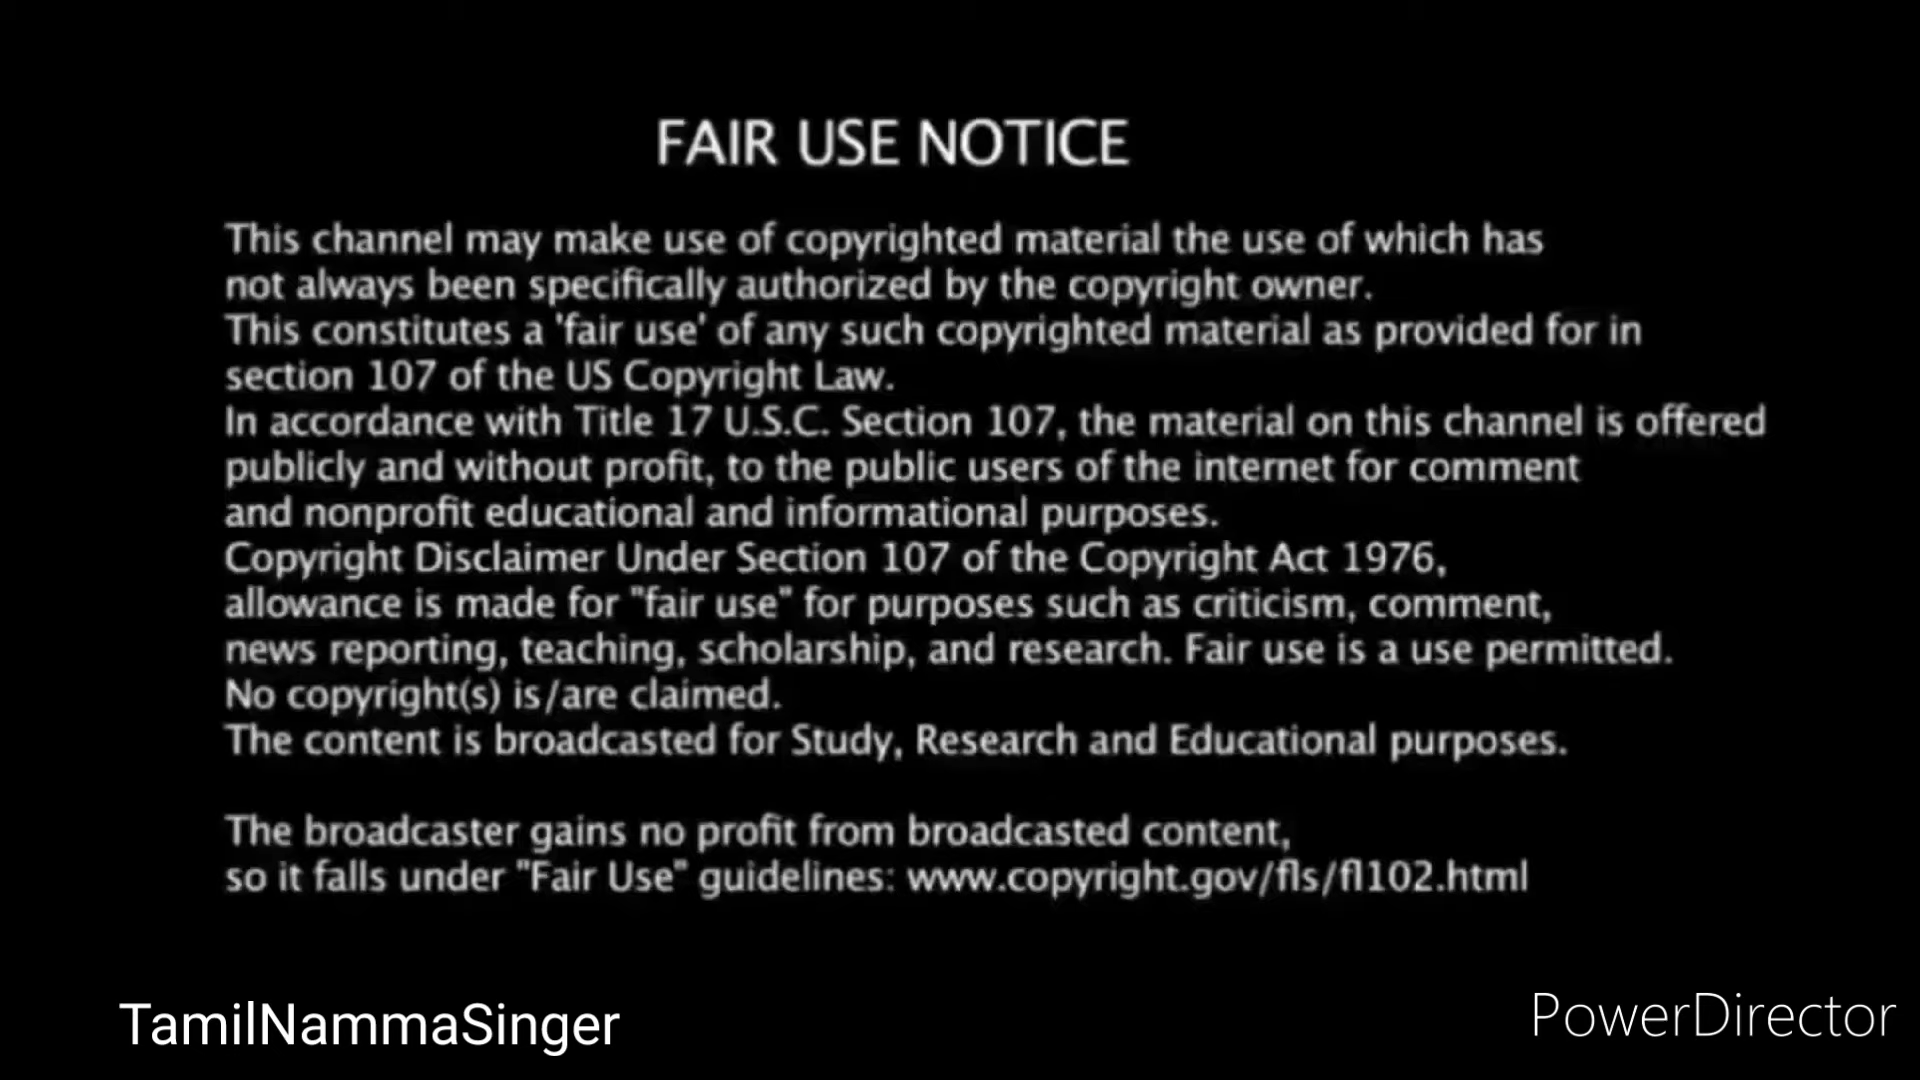 FAIR USE NOTICE
This channel may make use of copyrighted material the use of which has
not always been specifically authorized by the copyright owner.
This constitutes a 'fair use' of any such copyrighted material as provided for in
section 107 of the US Copyright Law.
In accordance with Title 17 U.S.C. Section 107, the material on this channel is offered
publicly and without profit, to the public users of the internet for comment
and nonprofit educational and informational purposes.
Copyright Disclaimer Under Section 107 of the Copyright Act 1976,
allowance is made for "fair use" for purposes such as criticism, comment,
news reporting, teaching, scholarship, and research. Fair use is a use permitted.
No copyright(s) is/are claimed.
The content is broadcasted for Study, Research and Educational purposes.
The broadcaster gains no profit from broadcasted content,
so it falls under "Fair Use" guidelines: www.copyright.gov/fls/fl102.html
TamilNammaSinger
PowerDirector